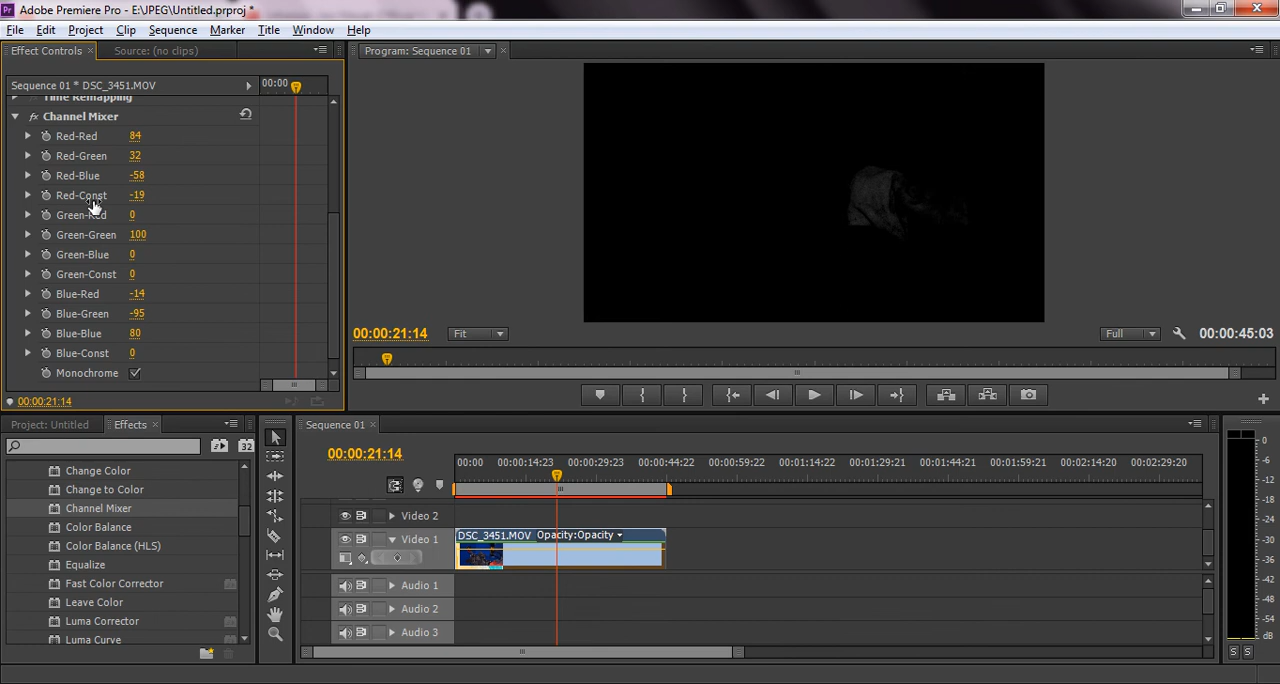 Adobe Premiere Pro - E:\JPEG\Untitled.prproj *
File Edit Project Clip Sequence Marker Title Window Help
Effect Controls × Source: (no clips) Program: Sequence 01 ×
Sequence 01 * DSC_3451.MOV 00:00
Time Remapping
fx Channel Mixer
Red-Red 84
Red-Green 32
Red-Blue -58
Red-Const -19
Green-Red 0
Green-Green 100
Green-Blue 0
Green-Const 0
Blue-Red -14
Blue-Green -95
Blue-Blue 80
Blue-Const 0
Monochrome
00:00:21:14
00:00:21:14 Fit Full 00:00:45:03
Project: Untitled Effects ×
32
Change Color
Change to Color
Channel Mixer
Color Balance
Color Balance (HLS)
Equalize
Fast Color Corrector
Leave Color
Luma Corrector
Luma Curve
Sequence 01 ×
00:00:21:14
00:00 00:00:14:23 00:00:29:23 00:00:44:22 00:00:59:22 00:01:14:22 00:01:29:21 00:01:44:21 00:01:59:21 00:02:14:20 00:02:29:20
Video 2
Video 1 DSC_3451.MOV Opacity:Opacity
Audio 1
Audio 2
Audio 3
0
-6
-12
-18
-24
-30
-36
-42
-48
-54
dB
S S